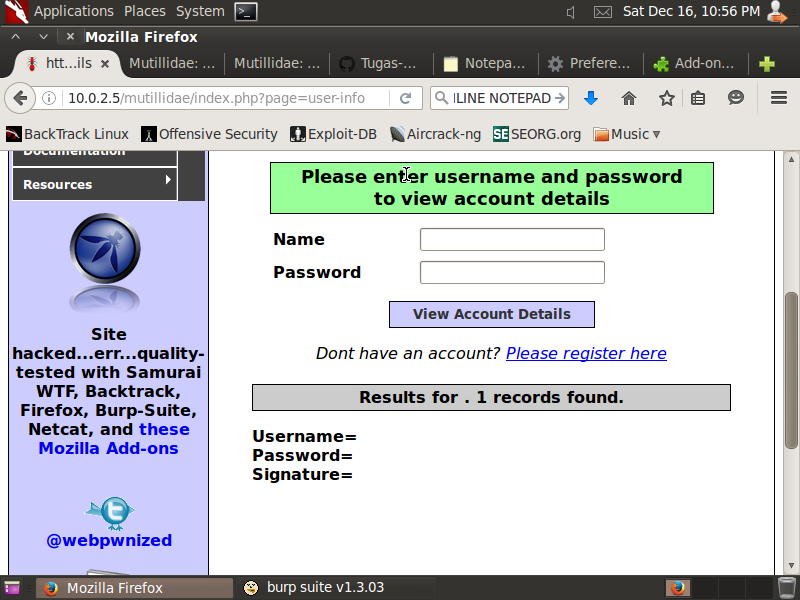 Applications Places System
Sat Dec 16, 10:56 PM
Mozilla Firefox
htt...ils
Mutillidae: ...
Mutillidae: ...
Tugas-...
Notepa...
Prefere...
Add-on...
10.0.2.5/mutillidae/index.php?page=user-info
ILINE NOTEPAD
BackTrack Linux
Offensive Security
Exploit-DB
Aircrack-ng
SE SEORG.org
Music
Documentation
Resources
Site
hacked...err...quality-
tested with Samurai
WTF, Backtrack,
Firefox, Burp-Suite,
Netcat, and these
Mozilla Add-ons
@webpwnized
Please enter username and password
to view account details
Name
Password
View Account Details
Dont have an account? Please register here
Results for . 1 records found.
Username=
Password=
Signature=
Mozilla Firefox
burp suite v1.3.03